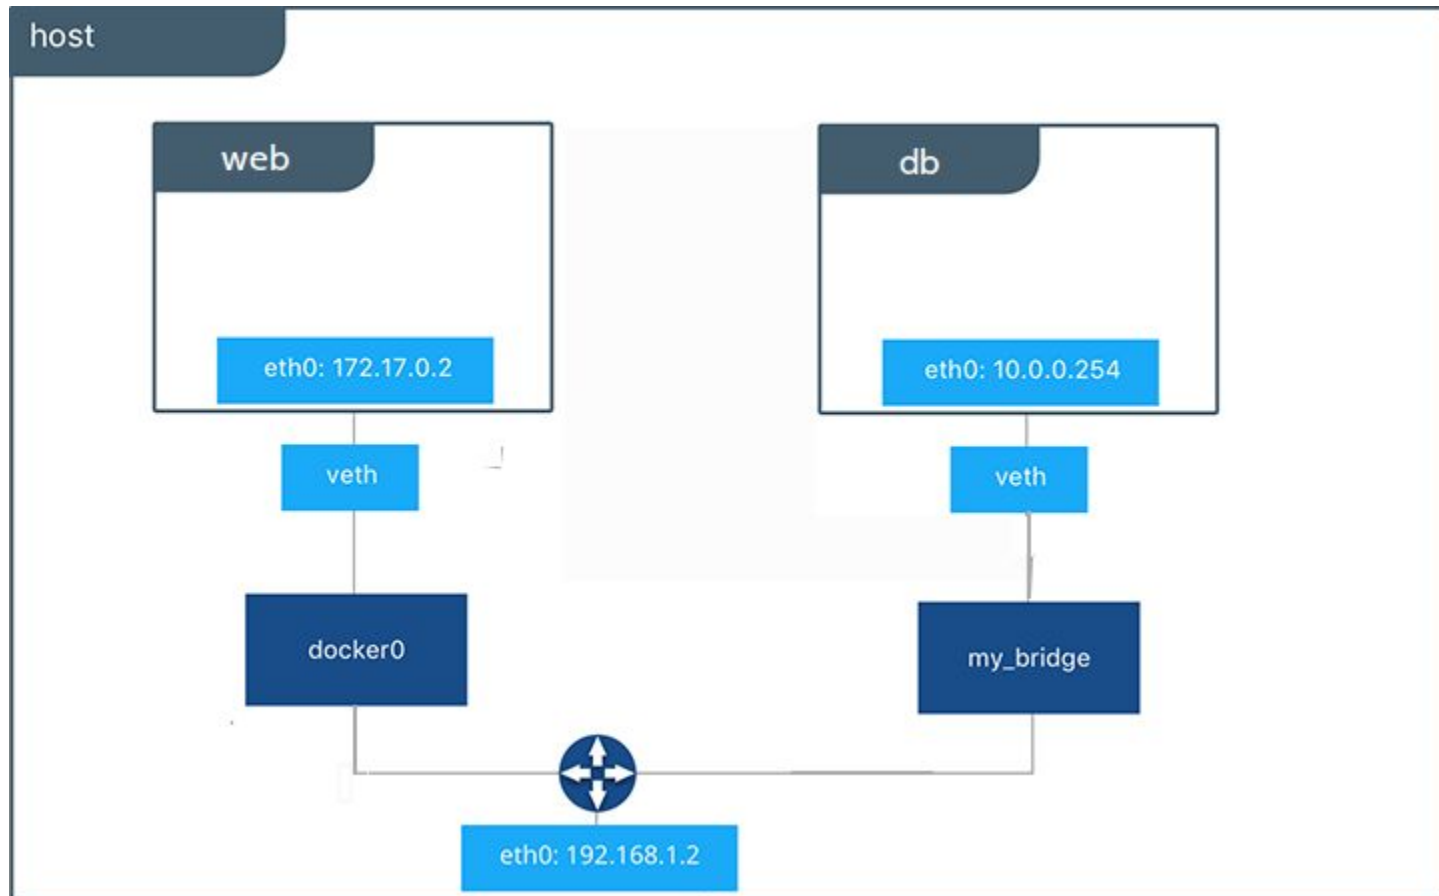 host
web
db
eth0: 172.17.0.2
eth0: 10.0.0.254
veth
veth
docker0
my_bridge
eth0: 192.168.1.2